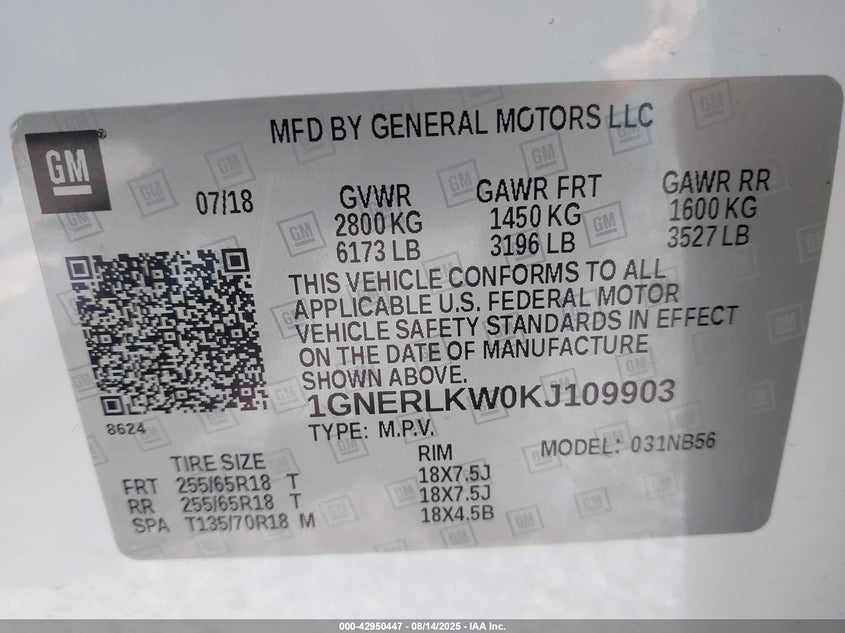 MFD BY GENERAL MOTORS LLC
GM
07/18
GVWR GAWR FRT GAWR RR
2800 KG 1450 KG 1600 KG
6173 LB 3196 LB 3527 LB
THIS VEHICLE CONFORMS TO ALL
APPLICABLE U.S. FEDERAL MOTOR
VEHICLE SAFETY STANDARDS IN EFFECT
ON THE DATE OF MANUFACTURE
SHOWN ABOVE.
1GNERLKW0KJ109903
8624
TYPE: M.P.V. MODEL: 031NB56
TIRE SIZE RIM
FRT 255/65R18 T 18X7.5J
RR 255/65R18 T 18X7.5J
SPA T135/70R18 M 18X4.5B
000-42950447 - 08/14/2025 - IAA Inc.